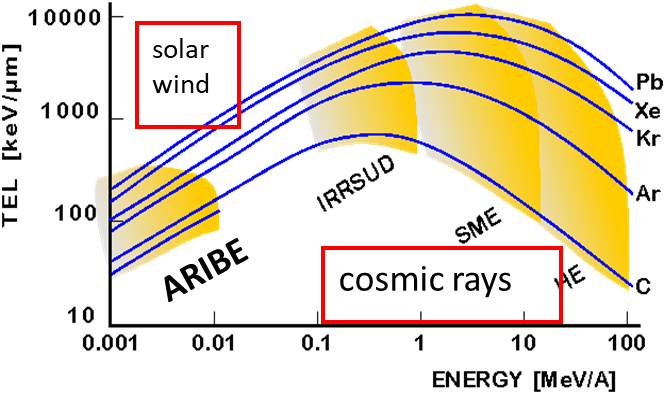 10000
1000
100
10
TEL [keV/µm]
solar
wind
Pb
Xe
Kr
Ar
C
IRRSUD
SME
HE
ARIBE
cosmic rays
0.001 0.01 0.1 1 10 100
ENERGY [MeV/A]